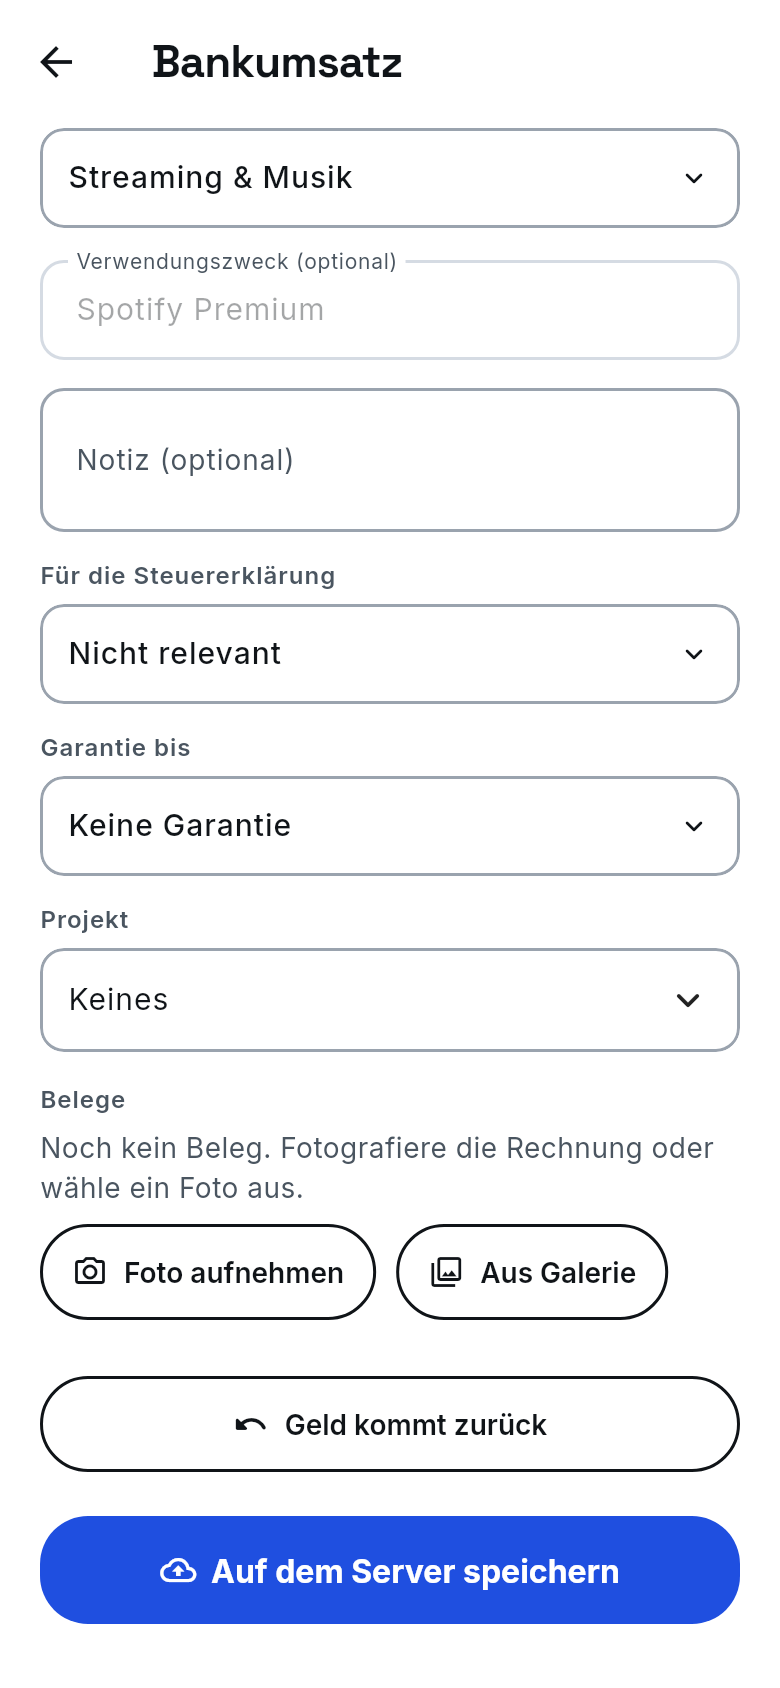 Bankumsatz
Streaming & Musik
Verwendungszweck (optional)
Spotify Premium
Notiz (optional)
Für die Steuererklärung
Nicht relevant
Garantie bis
Keine Garantie
Projekt
Keines
Belege
Noch kein Beleg. Fotografiere die Rechnung oder
wähle ein Foto aus.
Foto aufnehmen
Aus Galerie
Geld kommt zurück
Auf dem Server speichern